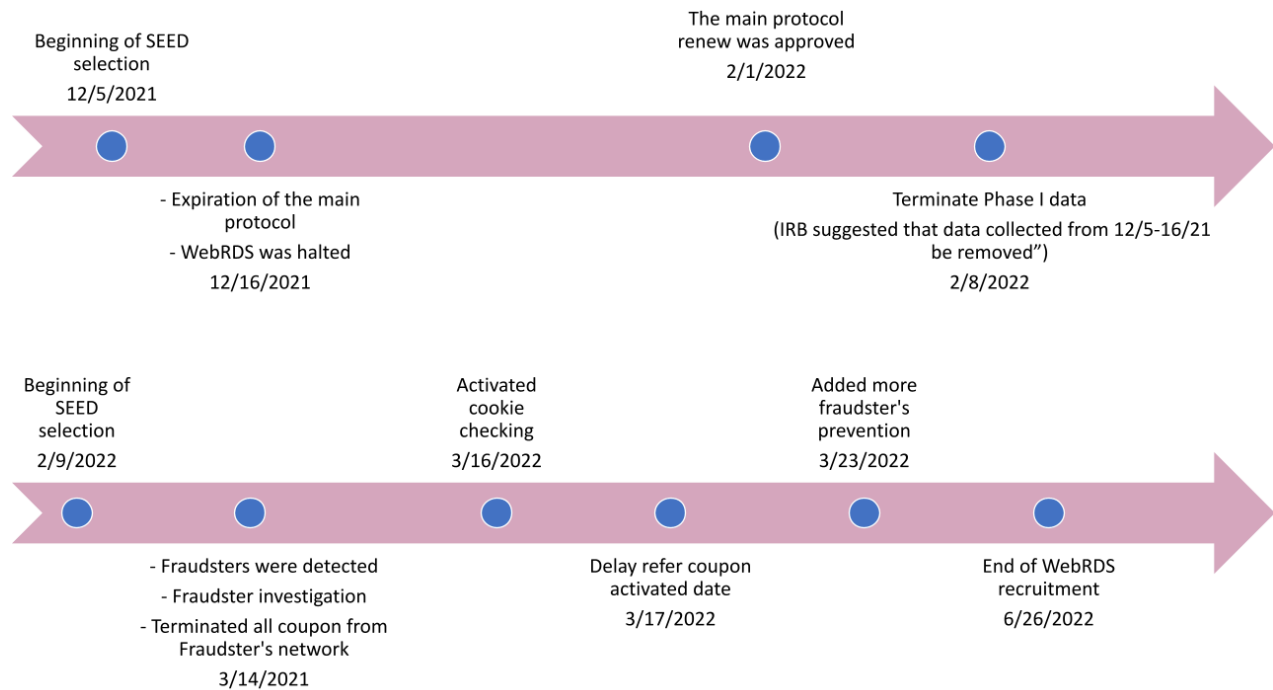 Beginning of SEED
selection
12/5/2021
- Expiration of the main
protocol
- WebRDS was halted
12/16/2021
The main protocol
renew was approved
2/1/2022
Terminate Phase I data
(IRB suggested that data collected from 12/5-16/21
be removed”)
2/8/2022
Beginning of
SEED
selection
2/9/2022
- Fraudsters were detected
- Fraudster investigation
- Terminated all coupon from
Fraudster's network
3/14/2021
Activated
cookie
checking
3/16/2022
Delay refer coupon
activated date
3/17/2022
Added more
fraudster's
prevention
3/23/2022
End of WebRDS
recruitment
6/26/2022